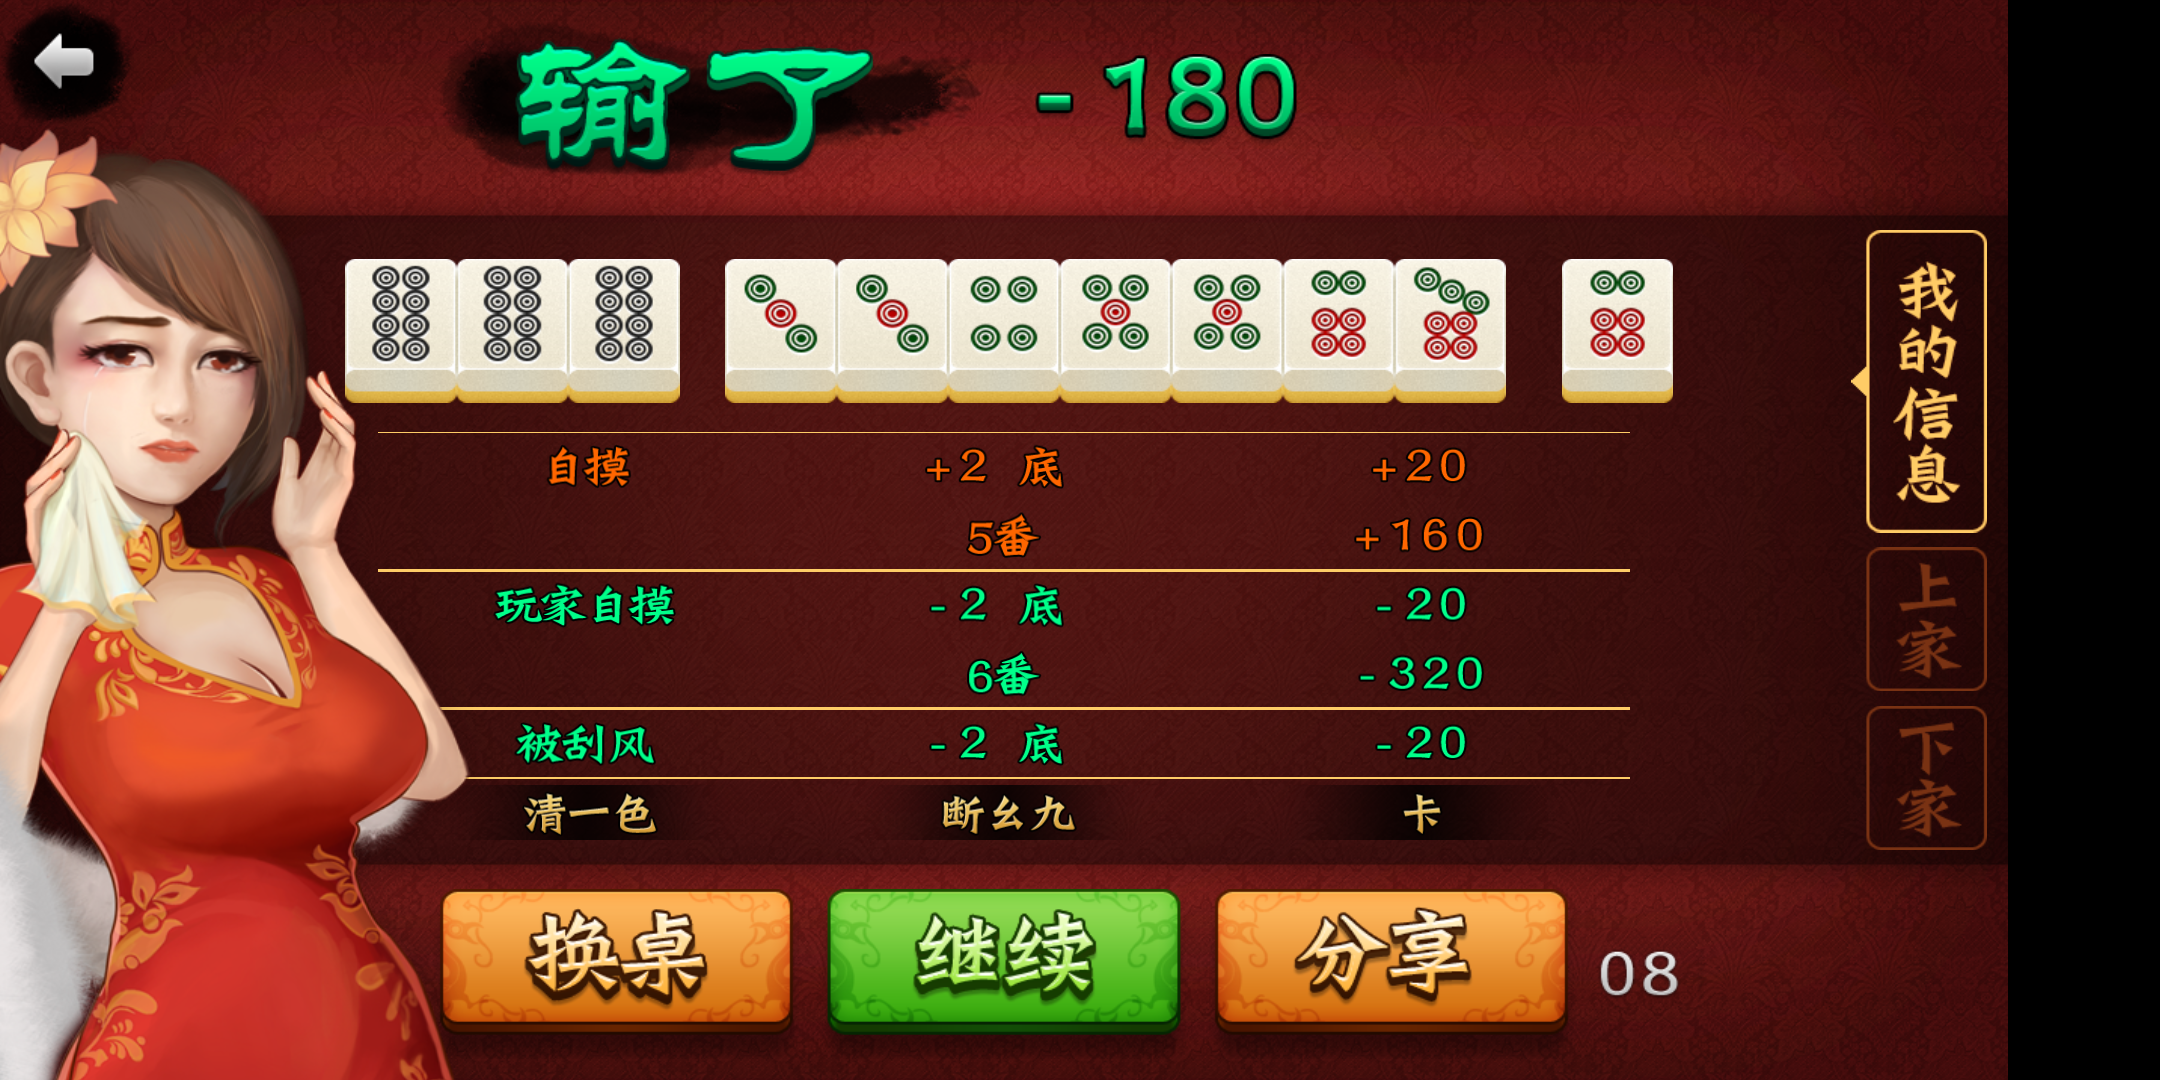 输了 -180
自摸 +2 底 +20
5番 +160
玩家自摸 -2 底 -20
6番 -320
被刮风 -2 底 -20
清一色 断幺九 卡
换桌 继续 分享 08
我的信息
上家
下家